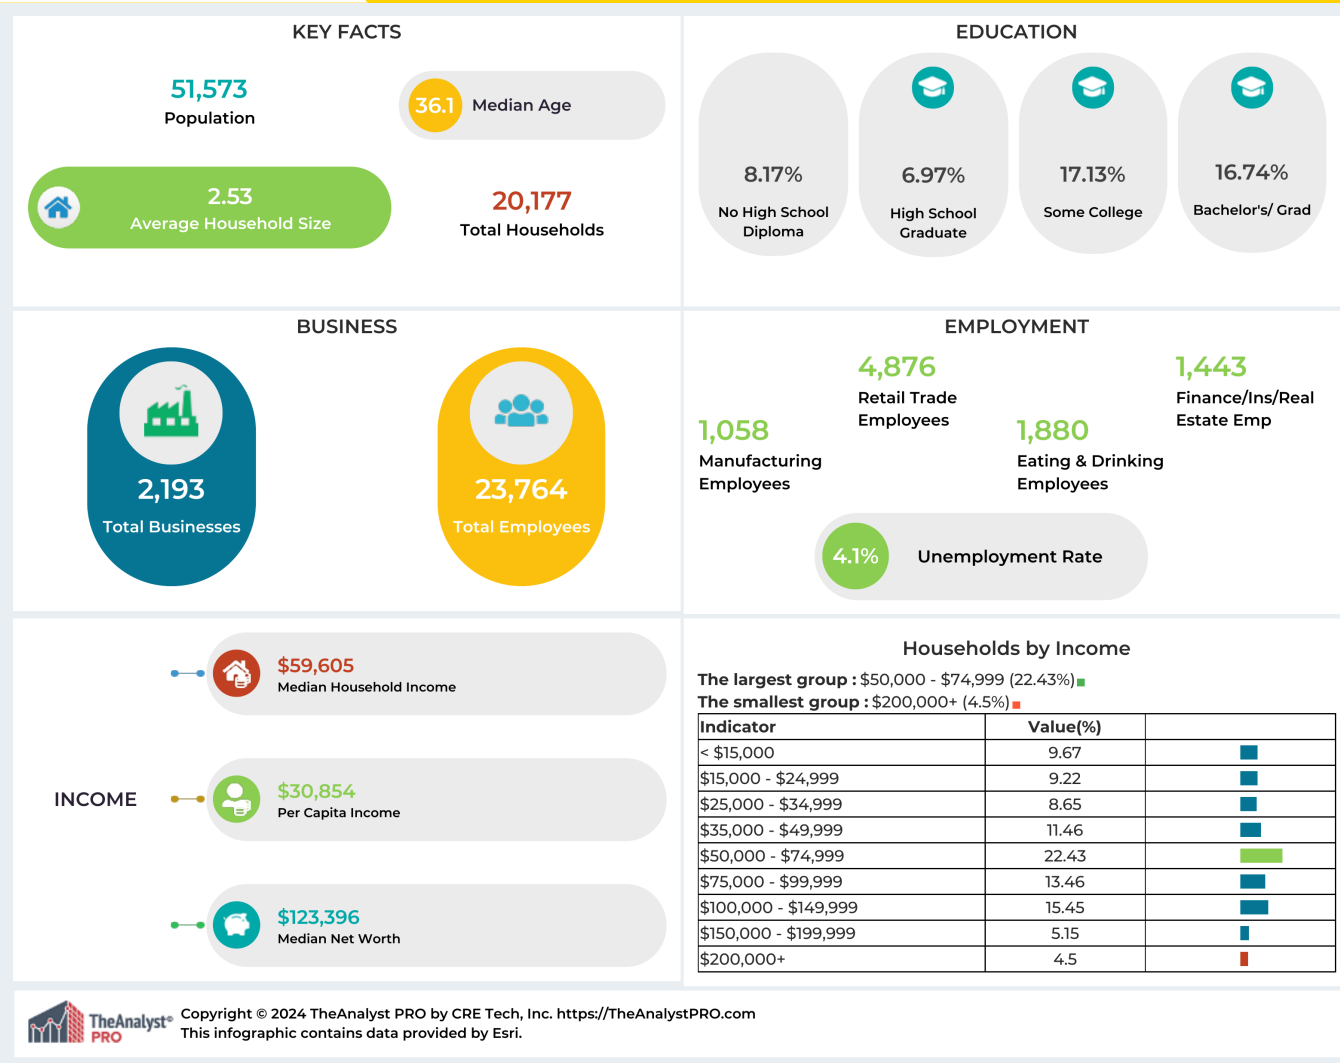 KEY FACTS
51,573
Population
36.1 Median Age
2.53
Average Household Size
20,177
Total Households
EDUCATION
8.17%
No High School
Diploma
6.97%
High School
Graduate
17.13%
Some College
16.74%
Bachelor's/ Grad
BUSINESS
2,193
Total Businesses
23,764
Total Employees
EMPLOYMENT
1,058
Manufacturing
Employees
4,876
Retail Trade
Employees
1,880
Eating & Drinking
Employees
1,443
Finance/Ins/Real
Estate Emp
4.1% Unemployment Rate
INCOME
$59,605
Median Household Income
$30,854
Per Capita Income
$123,396
Median Net Worth
Households by Income
The largest group : $50,000 - $74,999 (22.43%)
The smallest group : $200,000+ (4.5%)
Indicator Value(%)
< $15,000 9.67
$15,000 - $24,999 9.22
$25,000 - $34,999 8.65
$35,000 - $49,999 11.46
$50,000 - $74,999 22.43
$75,000 - $99,999 13.46
$100,000 - $149,999 15.45
$150,000 - $199,999 5.15
$200,000+ 4.5
TheAnalyst©
PRO
Copyright © 2024 TheAnalyst PRO by CRE Tech, Inc. https://TheAnalystPRO.com
This infographic contains data provided by Esri.